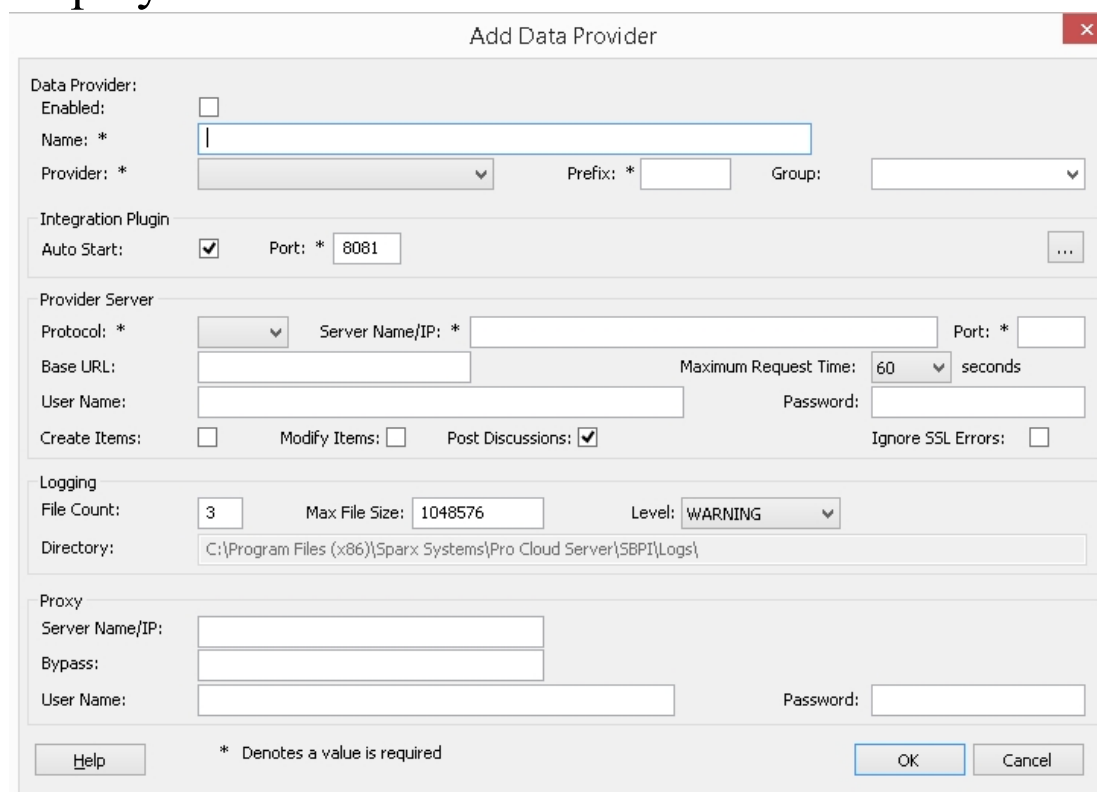 Add Data Provider
Data Provider:
Enabled:
Name: *
Provider: * Prefix: * Group:
Integration Plugin
Auto Start: Port: * 8081 ...
Provider Server
Protocol: * Server Name/IP: * Port: *
Base URL: Maximum Request Time: 60 seconds
User Name: Password:
Create Items: Modify Items: Post Discussions: Ignore SSL Errors:
Logging
File Count: 3 Max File Size: 1048576 Level: WARNING
Directory: C:\Program Files (x86)\Sparx Systems\Pro Cloud Server\SBPI\Logs\
Proxy
Server Name/IP:
Bypass:
User Name: Password:
Help * Denotes a value is required OK Cancel